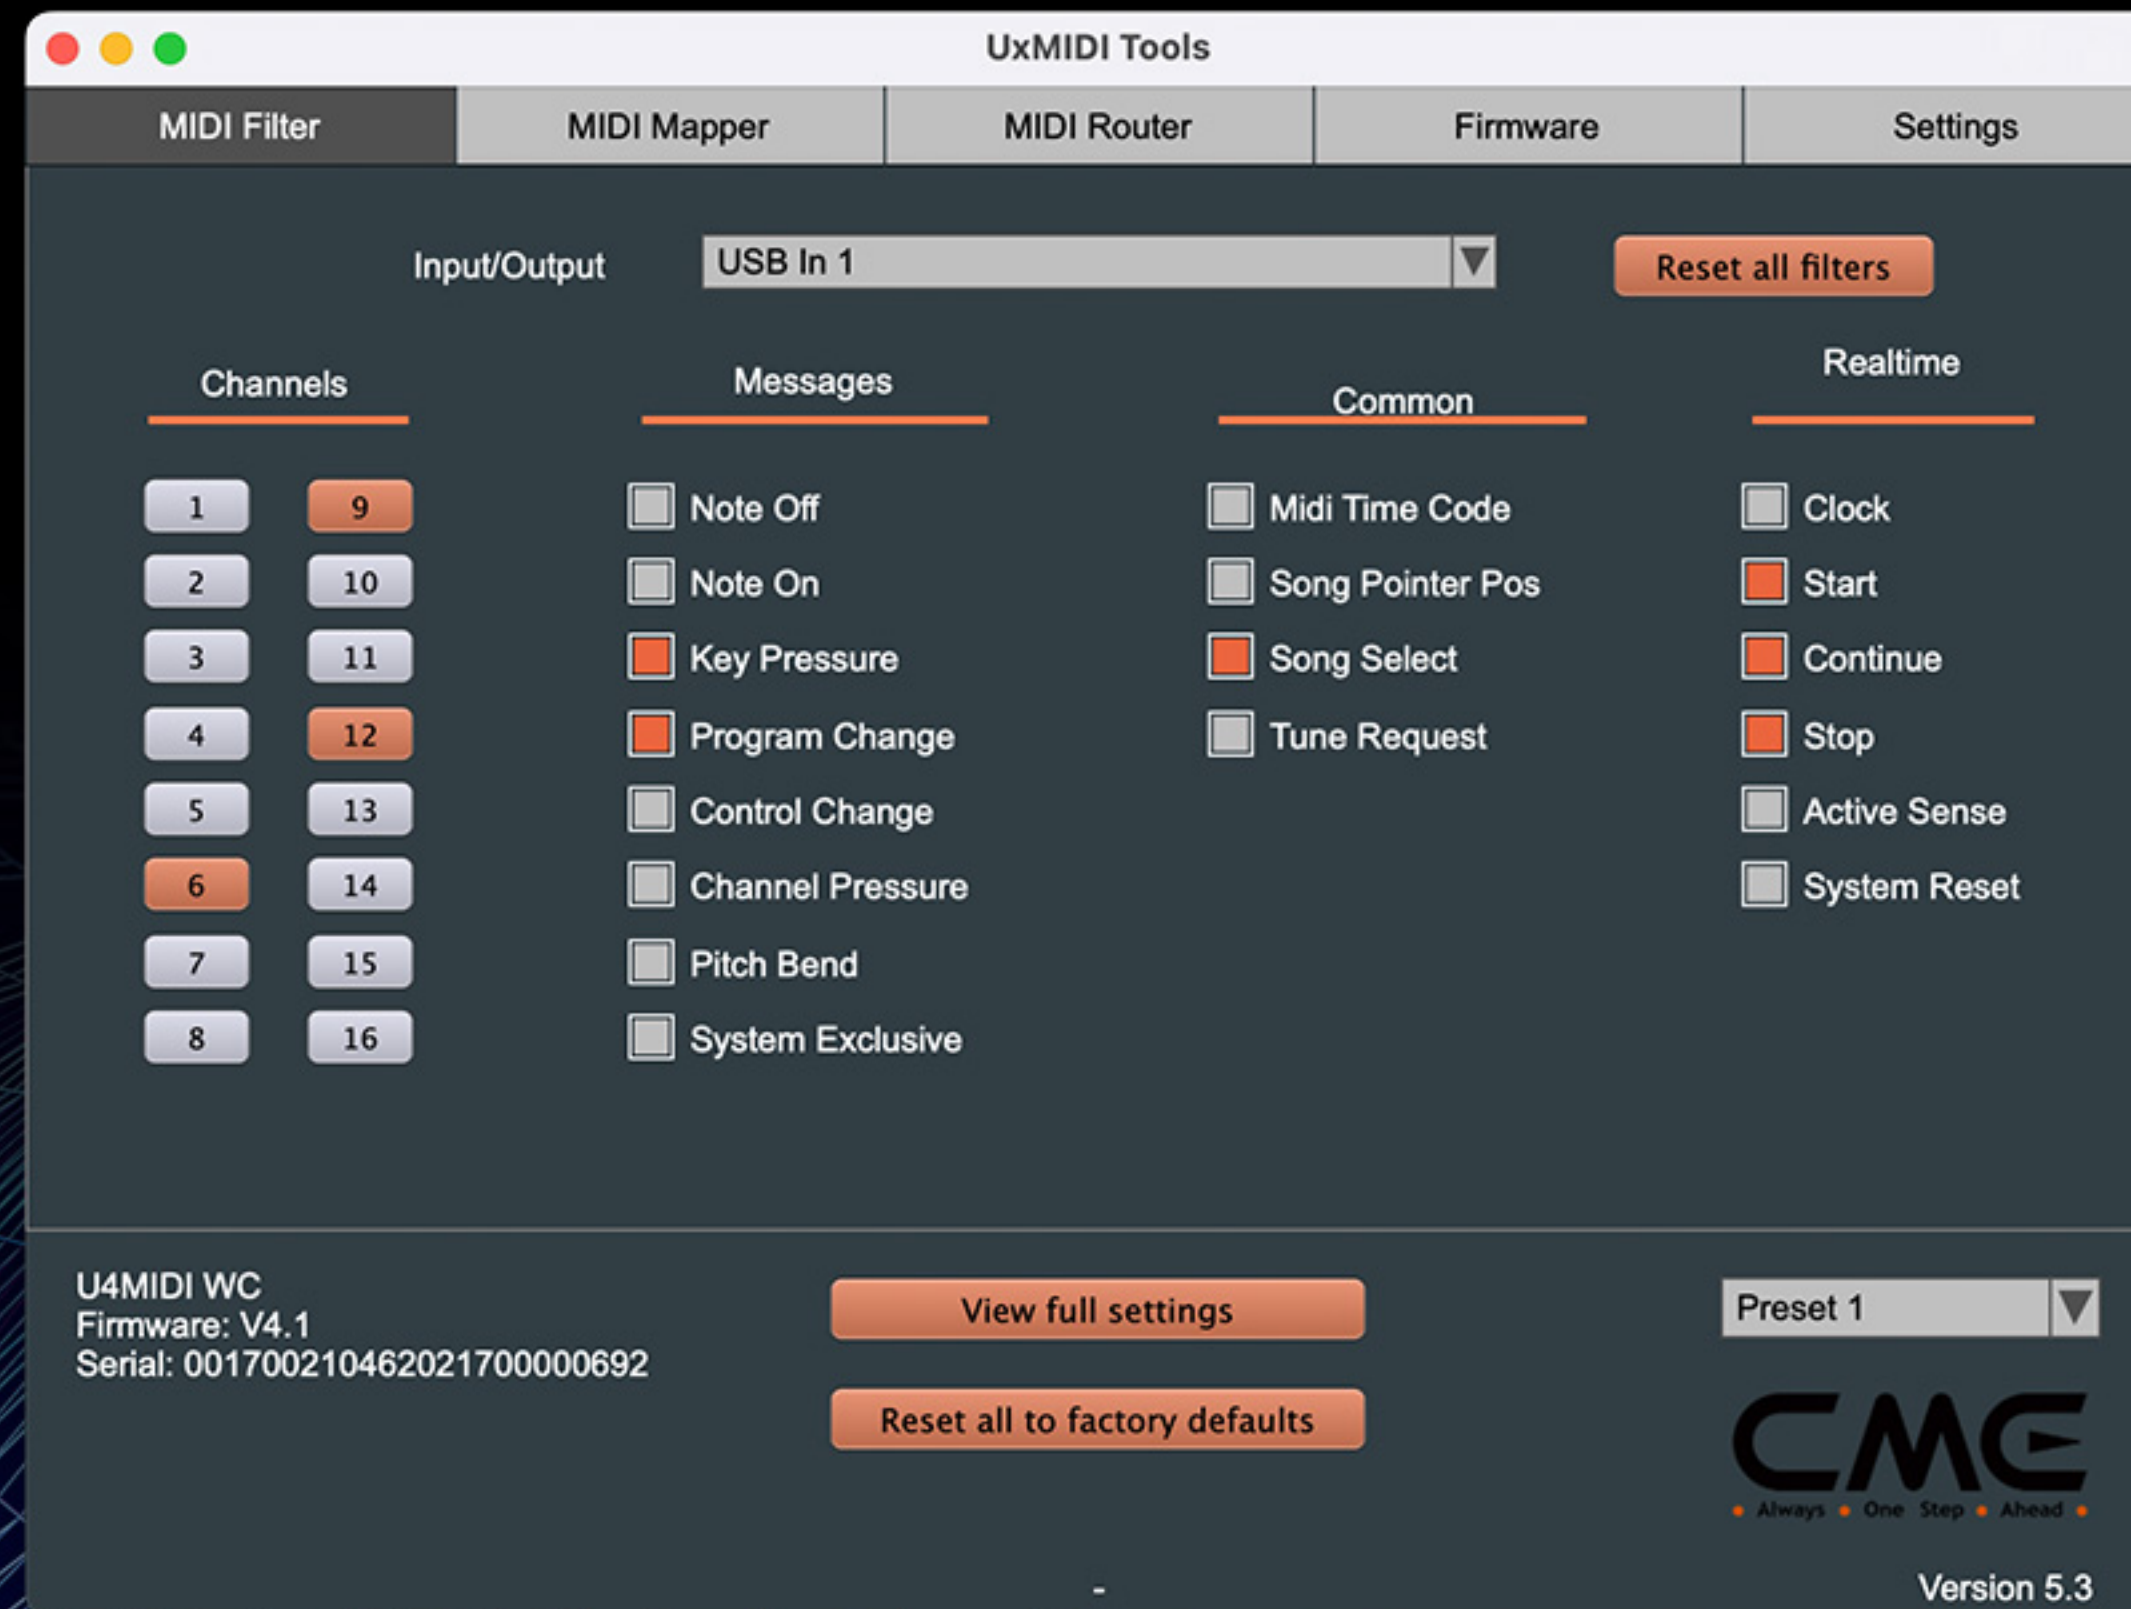 UxMIDI Tools
MIDI Filter
MIDI Mapper
MIDI Router
Firmware
Settings
Input/Output
USB In 1
Reset all filters
Channels
1
9
2
10
3
11
4
12
5
13
6
14
7
15
8
16
Messages
Note Off
Note On
Key Pressure
Program Change
Control Change
Channel Pressure
Pitch Bend
System Exclusive
Common
Midi Time Code
Song Pointer Pos
Song Select
Tune Request
Realtime
Clock
Start
Continue
Stop
Active Sense
System Reset
U4MIDI WC
Firmware: V4.1
Serial: 001700210462021700000692
View full settings
Reset all to factory defaults
Preset 1
CME
• Always • One Step • Ahead •
-
Version 5.3